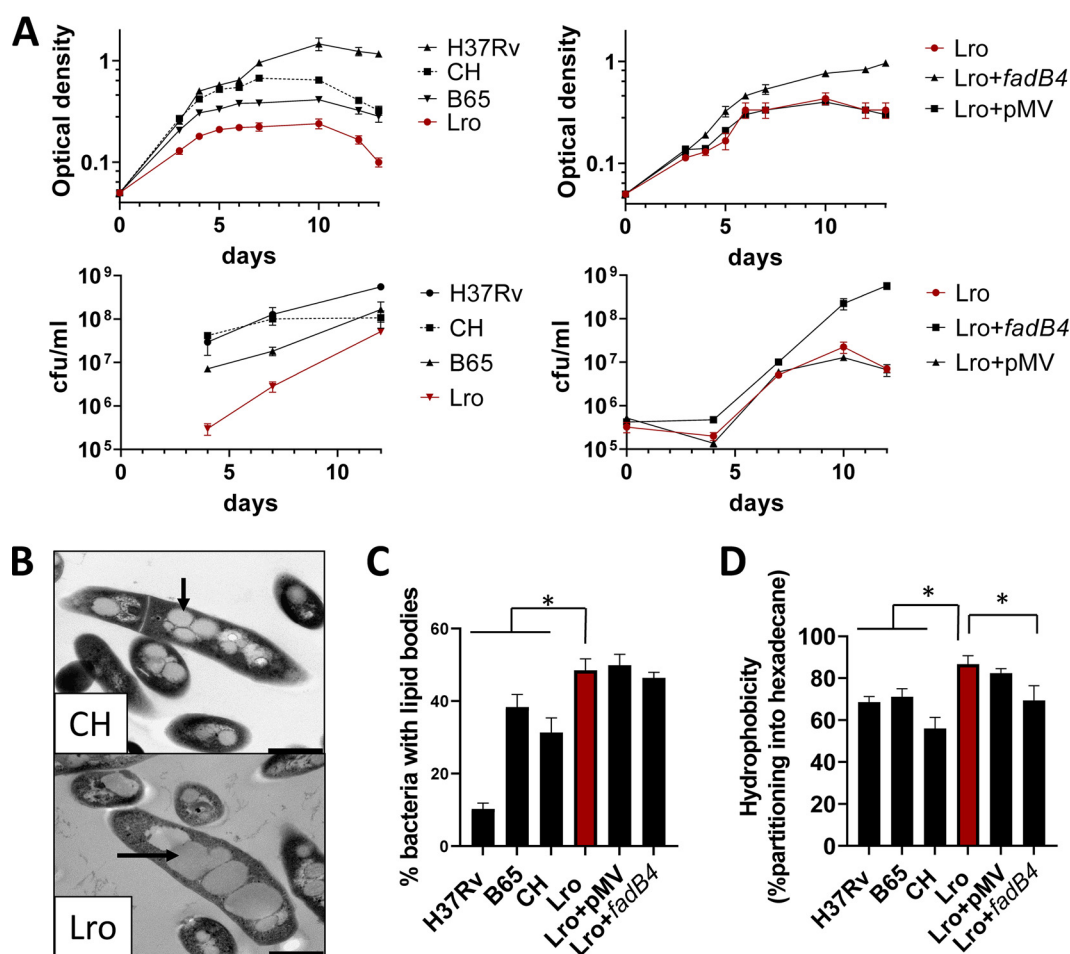 A
Optical density
1
0.1
0
5
10
days
H37Rv
CH
B65
Lro
Optical density
1
0.1
0
5
10
days
Lro
Lro+fadB4
Lro+pMV
cfu/ml
10⁹
10⁸
10⁷
10⁶
10⁵
0
5
10
days
H37Rv
CH
B65
Lro
cfu/ml
10⁹
10⁸
10⁷
10⁶
10⁵
0
5
10
days
Lro
Lro+fadB4
Lro+pMV
B
CH
Lro
C
% bacteria with lipid bodies
60
40
20
0
*
H37Rv
B65
CH
Lro
Lro+pMV
Lro+fadB4
D
Hydrophobicity
(%partitioning into hexadecane)
100
80
60
40
20
0
*
*
H37Rv
B65
CH
Lro
Lro+pMV
Lro+fadB4